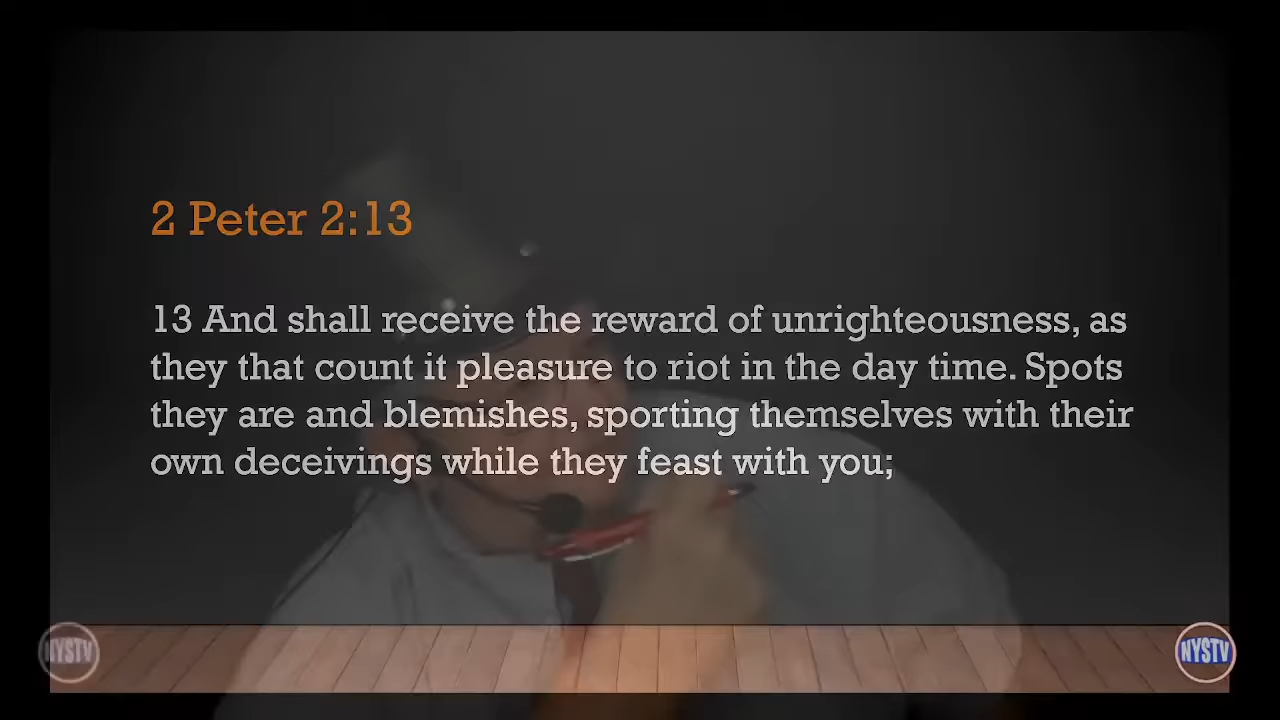 2 Peter 2:13
13 And shall receive the reward of unrighteousness, as
they that count it pleasure to riot in the day time. Spots
they are and blemishes, sporting themselves with their
own deceivings while they feast with you;
NYSTV
NYSTV